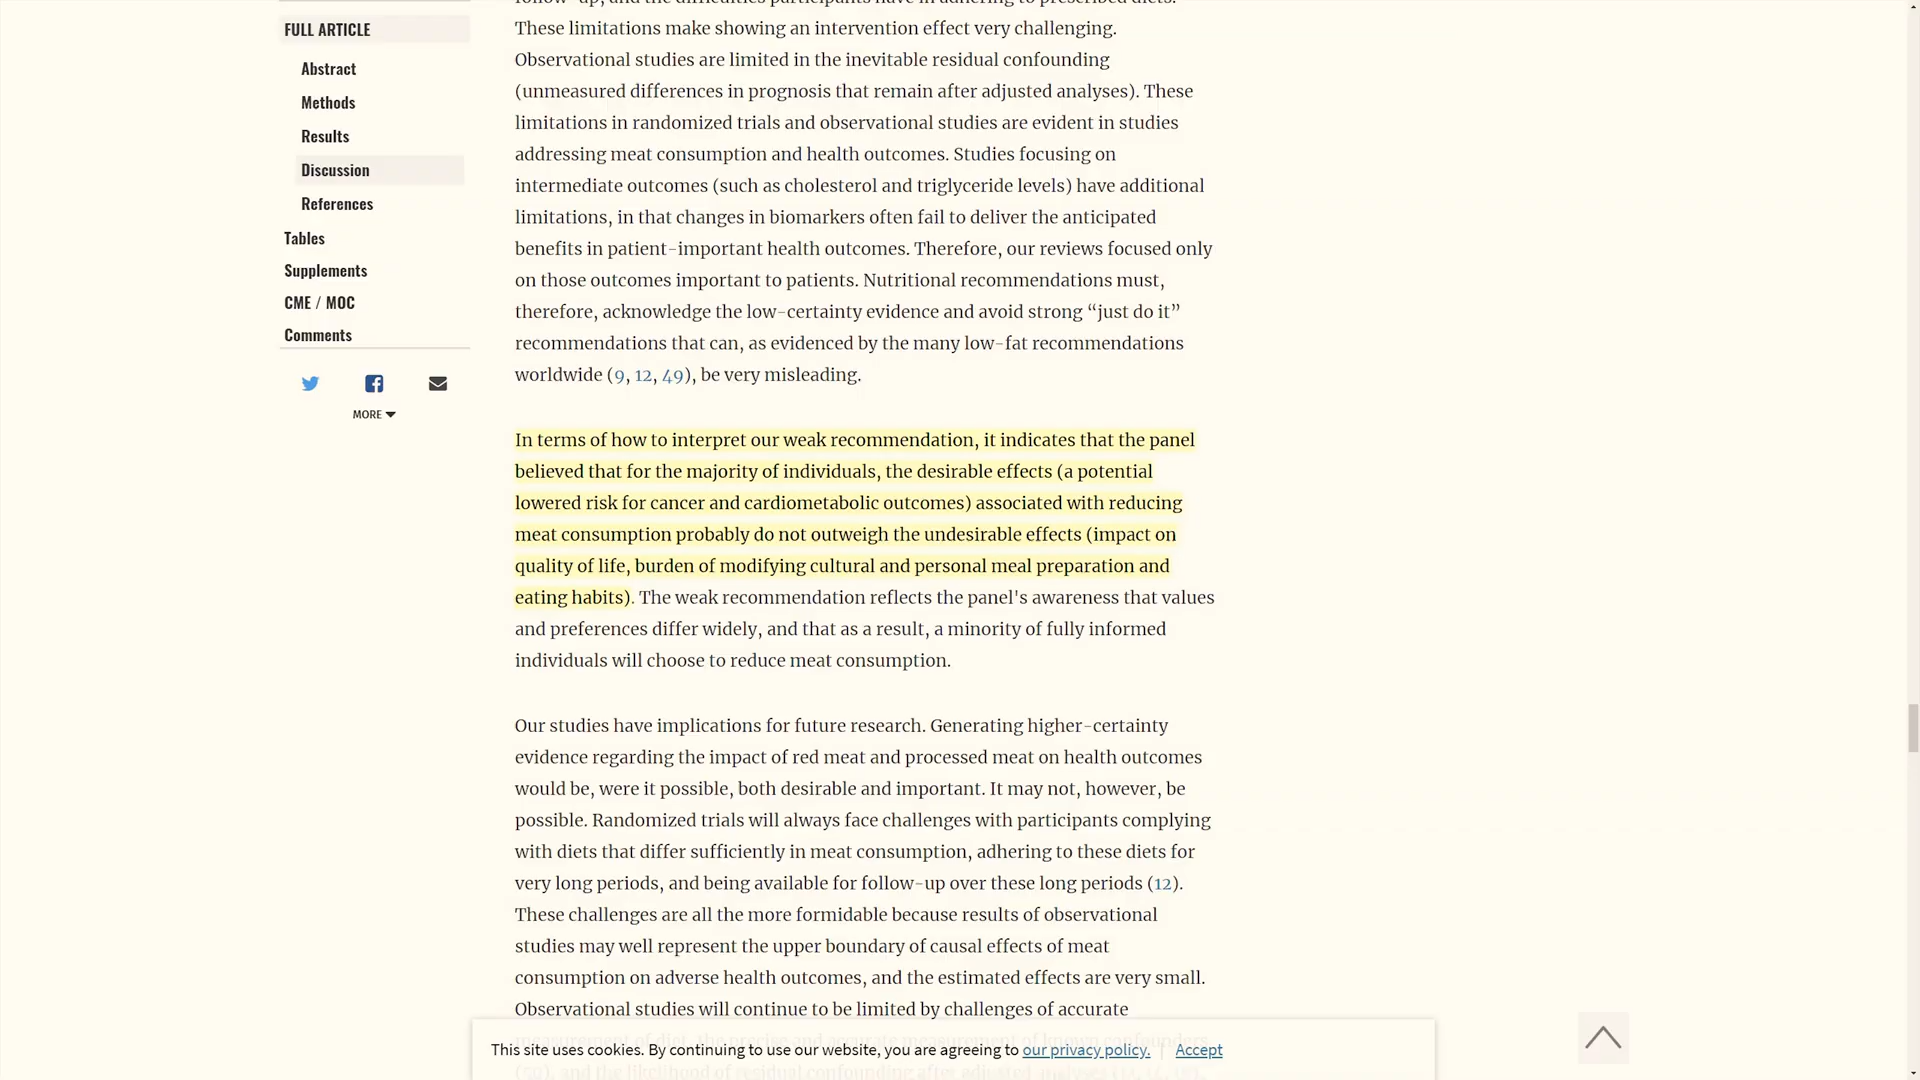 FULL ARTICLE
Abstract
Methods
Results
Discussion
References
Tables
Supplements
CME / MOC
Comments
MORE
These limitations make showing an intervention effect very challenging.
Observational studies are limited in the inevitable residual confounding
(unmeasured differences in prognosis that remain after adjusted analyses). These
limitations in randomized trials and observational studies are evident in studies
addressing meat consumption and health outcomes. Studies focusing on
intermediate outcomes (such as cholesterol and triglyceride levels) have additional
limitations, in that changes in biomarkers often fail to deliver the anticipated
benefits in patient-important health outcomes. Therefore, our reviews focused only
on those outcomes important to patients. Nutritional recommendations must,
therefore, acknowledge the low-certainty evidence and avoid strong “just do it”
recommendations that can, as evidenced by the many low-fat recommendations
worldwide (9, 12, 49), be very misleading.
In terms of how to interpret our weak recommendation, it indicates that the panel
believed that for the majority of individuals, the desirable effects (a potential
lowered risk for cancer and cardiometabolic outcomes) associated with reducing
meat consumption probably do not outweigh the undesirable effects (impact on
quality of life, burden of modifying cultural and personal meal preparation and
eating habits). The weak recommendation reflects the panel's awareness that values
and preferences differ widely, and that as a result, a minority of fully informed
individuals will choose to reduce meat consumption.
Our studies have implications for future research. Generating higher-certainty
evidence regarding the impact of red meat and processed meat on health outcomes
would be, were it possible, both desirable and important. It may not, however, be
possible. Randomized trials will always face challenges with participants complying
with diets that differ sufficiently in meat consumption, adhering to these diets for
very long periods, and being available for follow-up over these long periods (12).
These challenges are all the more formidable because results of observational
studies may well represent the upper boundary of causal effects of meat
consumption on adverse health outcomes, and the estimated effects are very small.
Observational studies will continue to be limited by challenges of accurate
This site uses cookies. By continuing to use our website, you are agreeing to our privacy policy. | Accept